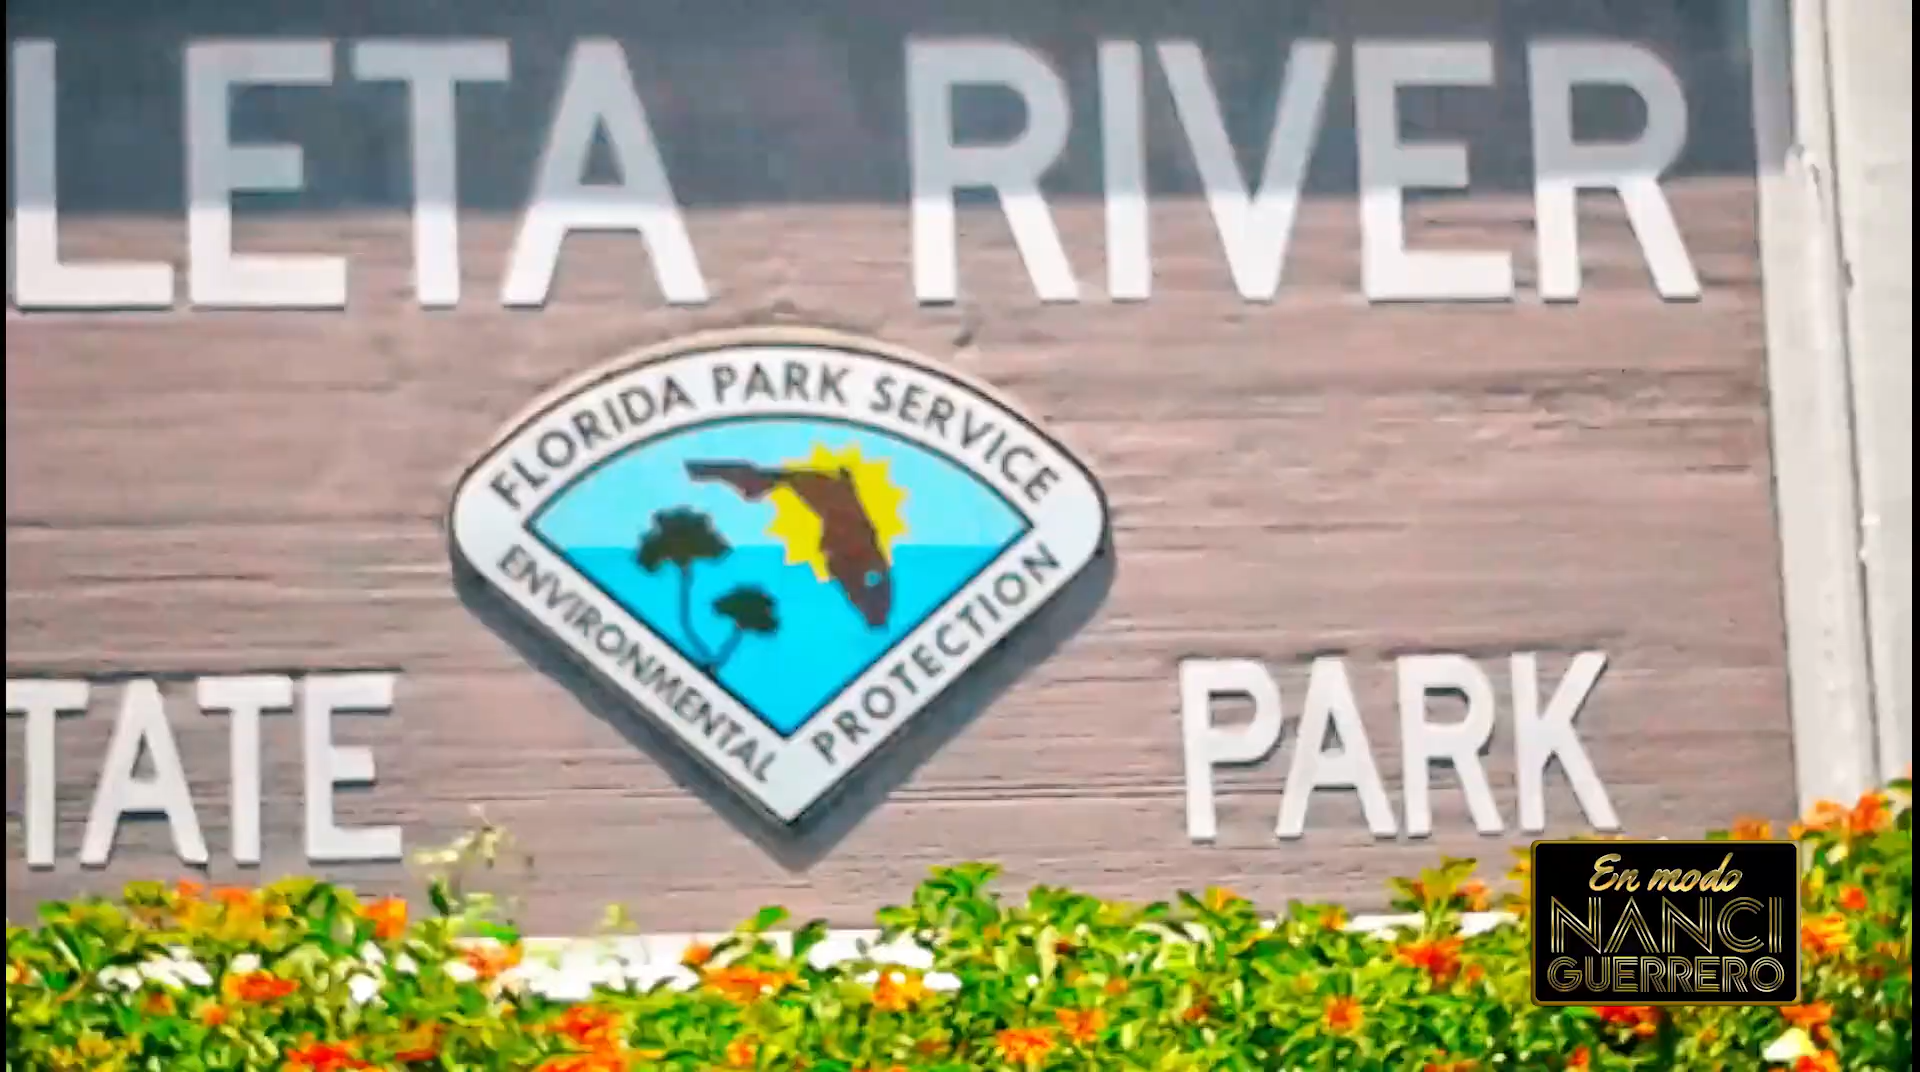 LETA RIVER
FLORIDA PARK SERVICE
ENVIRONMENTAL PROTECTION
TATE PARK
En modo
NANCI
GUERRERO